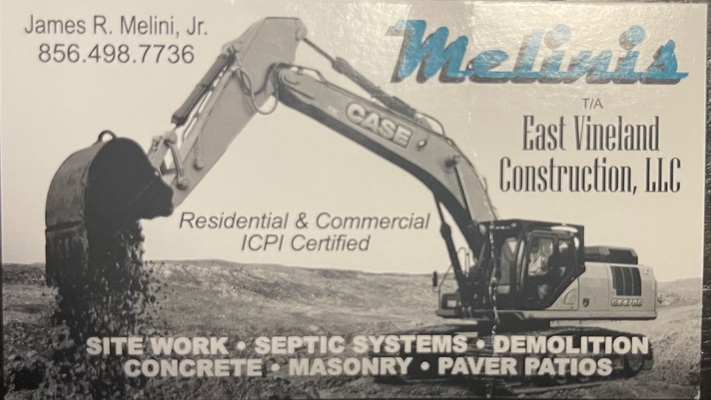 James R. Melini, Jr.
856.498.7736
Melinis
T/A
East Vineland
Construction, LLC
CASE
Residential & Commercial
ICPI Certified
SITE WORK • SEPTIC SYSTEMS • DEMOLITION
CONCRETE • MASONRY • PAVER PATIOS